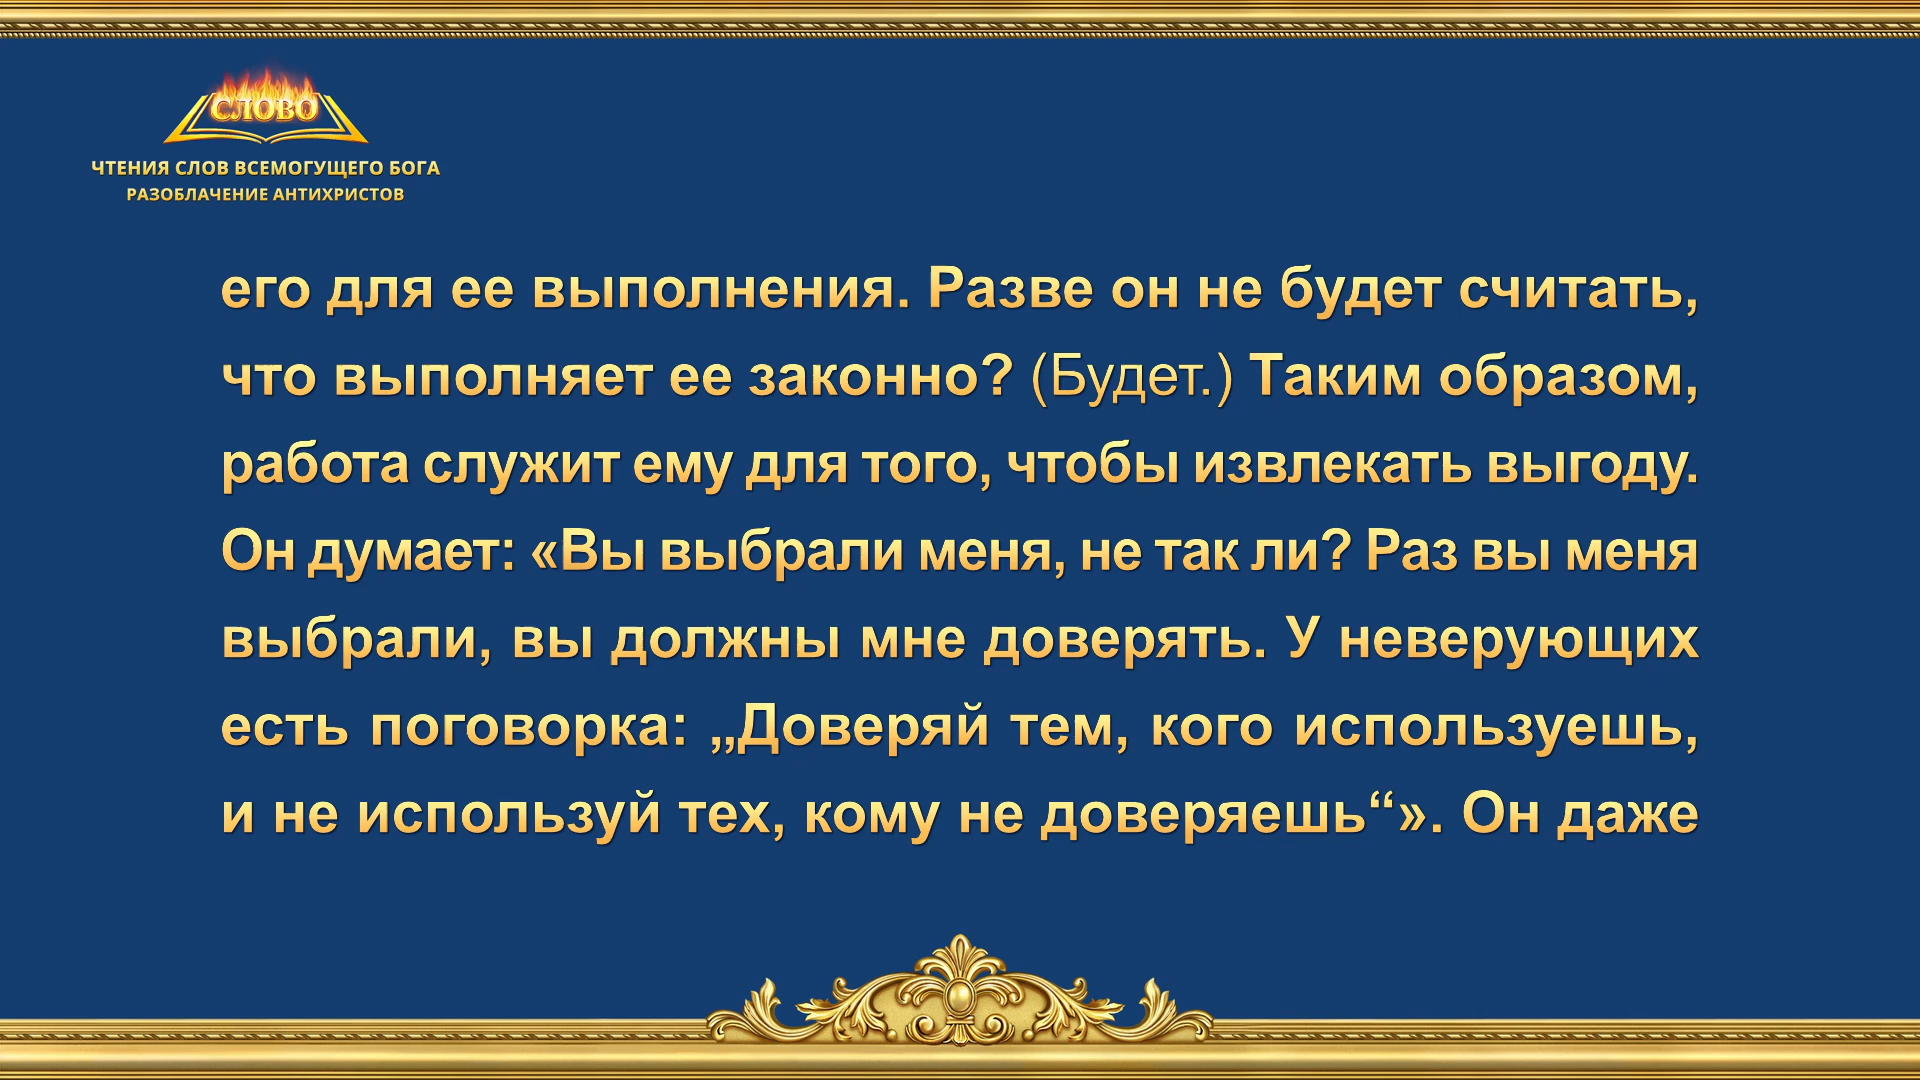 СЛОВО
ЧТЕНИЯ СЛОВ ВСЕМОГУЩЕГО БОГА
РАЗОБЛАЧЕНИЕ АНТИХРИСТОВ
его для ее выполнения. Разве он не будет считать,
что выполняет ее законно? (Будет.) Таким образом,
работа служит ему для того, чтобы извлекать выгоду.
Он думает: «Вы выбрали меня, не так ли? Раз вы меня
выбрали, вы должны мне доверять. У неверующих
есть поговорка: „Доверяй тем, кого используешь,
и не используй тех, кому не доверяешь“». Он даже